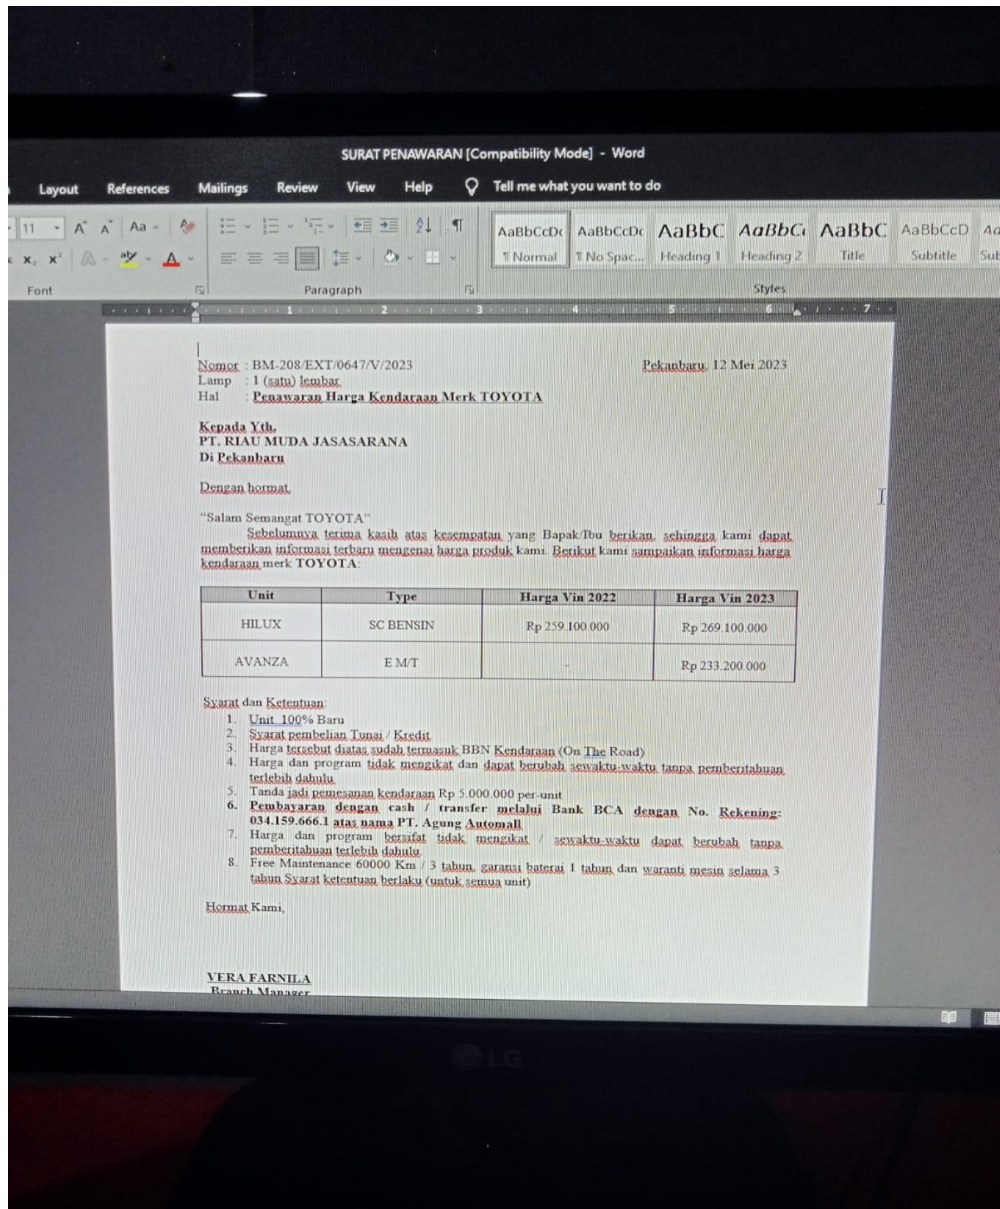 SURAT PENAWARAN [Compatibility Mode] - Word
Layout References Mailings Review View Help Tell me what you want to do
11 Aa
AaBbCcDc AaBbCcDc AaBbC AaBbCc AaBbC AaBbCcD
¶ Normal ¶ No Spac... Heading 1 Heading 2 Title Subtitle
Font Paragraph Styles
1 2 3 4 5 6 7
Nomor : BM-208/EXT/0647/V/2023 Pekanbaru, 12 Mei 2023
Lamp : 1 (satu) lembar
Hal : Penawaran Harga Kendaraan Merk TOYOTA
Kepada Yth,
PT. RIAU MUDA JASASARANA
Di Pekanbaru
Dengan hormat,
"Salam Semangat TOYOTA"
Sebelumnya terima kasih atas kesempatan yang Bapak/Ibu berikan, sehingga kami dapat
memberikan informasi terbaru mengenai harga produk kami. Berikut kami sampaikan informasi harga
kendaraan merk TOYOTA:
Unit Type Harga Vin 2022 Harga Vin 2023
HILUX SC BENSIN Rp 259.100.000 Rp 269.100.000
AVANZA E M/T - Rp 233.200.000
Syarat dan Ketentuan:
1. Unit 100% Baru
2. Syarat pembelian Tunai / Kredit
3. Harga tersebut diatas sudah termasuk BBN Kendaraan (On The Road)
4. Harga dan program tidak mengikat dan dapat berubah sewaktu-waktu tanpa pemberitahuan
terlebih dahulu
5. Tanda jadi pemesanan kendaraan Rp 5.000.000 per-unit
6. Pembayaran dengan cash / transfer melalui Bank BCA dengan No. Rekening:
034.159.666.1 atas nama PT. Agung Automall
7. Harga dan program bersifat tidak mengikat / sewaktu-waktu dapat berubah tanpa
pemberitahuan terlebih dahulu
8. Free Maintenance 60000 Km / 3 tahun, garansi baterai 1 tahun dan waranti mesin selama 3
tahun Syarat ketentuan berlaku (untuk semua unit)
Hormat Kami,
VERA FARNILA
Branch Manager
LG